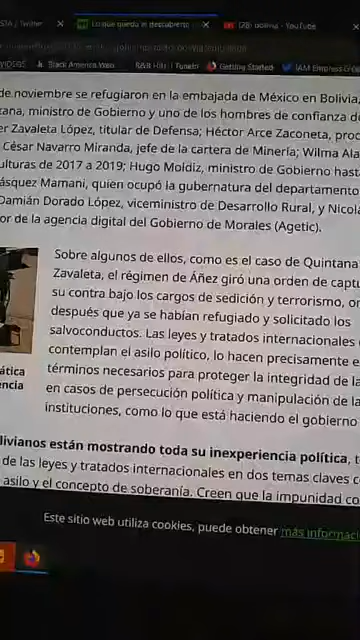 / Twitter × Lo que queda al descubierto × (28) bolivia - YouTube ×
VIDEOS Black America Web R&B Hits | TuneIn Getting Started IAM Empress Cree
de noviembre se refugiaron en la embajada de México en Bolivia,
tana, ministro de Gobierno y uno de los hombres de confianza d
er Zavaleta López, titular de Defensa; Héctor Arce Zaconeta, proc
César Navarro Miranda, jefe de la cartera de Minería; Wilma Ala
ulturas de 2017 a 2019; Hugo Moldiz, ministro de Gobierno hast
ásquez Mamani, quien ocupó la gubernatura del departamento
Damián Dorado López, viceministro de Desarrollo Rural, y Nicol
or de la agencia digital del Gobierno de Morales (Agetic).
Sobre algunos de ellos, como es el caso de Quintana
Zavaleta, el régimen de Áñez giró una orden de captu
su contra bajo los cargos de sedición y terrorismo, or
después que ya se habían refugiado y solicitado los
salvoconductos. Las leyes y tratados internacionales
contemplan el asilo político, lo hacen precisamente e
términos necesarios para proteger la integridad de la
en casos de persecución política y manipulación de la
instituciones, como lo que está haciendo el gobierno
ática
encia
livianos están mostrando toda su inexperiencia política, t
de las leyes y tratados internacionales en dos temas claves c
asilo y el concepto de soberanía. Creen que la impunidad co
Este sitio web utiliza cookies, puede obtener más informaci